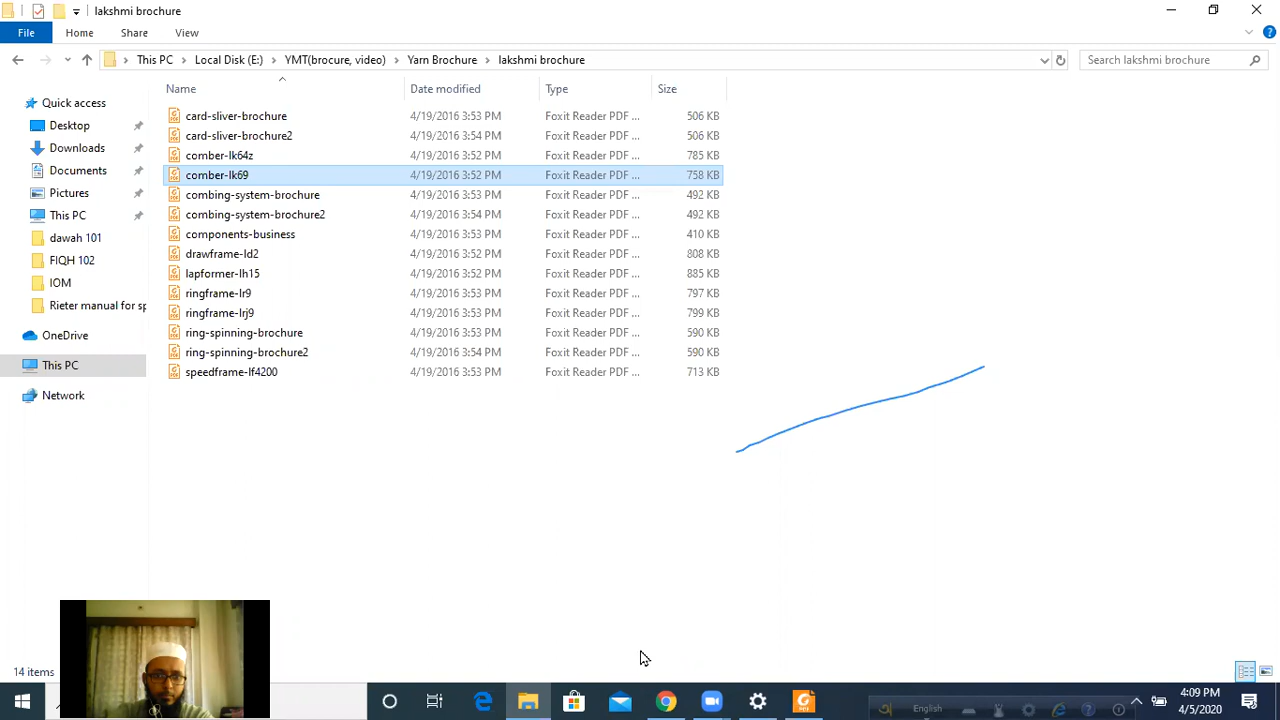 lakshmi brochure
File Home Share View
This PC Local Disk (E:) YMT(brocure, video) Yarn Brochure lakshmi brochure
Search lakshmi brochure
Name Date modified Type Size
Quick access
Desktop
Downloads
Documents
Pictures
This PC
dawah 101
FIQH 102
IOM
Rieter manual for sp
OneDrive
This PC
Network
card-sliver-brochure 4/19/2016 3:53 PM Foxit Reader PDF ... 506 KB
card-sliver-brochure2 4/19/2016 3:54 PM Foxit Reader PDF ... 506 KB
comber-lk64z 4/19/2016 3:52 PM Foxit Reader PDF ... 785 KB
comber-lk69 4/19/2016 3:52 PM Foxit Reader PDF ... 758 KB
combing-system-brochure 4/19/2016 3:53 PM Foxit Reader PDF ... 492 KB
combing-system-brochure2 4/19/2016 3:54 PM Foxit Reader PDF ... 492 KB
components-business 4/19/2016 3:53 PM Foxit Reader PDF ... 410 KB
drawframe-ld2 4/19/2016 3:52 PM Foxit Reader PDF ... 808 KB
lapformer-lh15 4/19/2016 3:52 PM Foxit Reader PDF ... 885 KB
ringframe-lr9 4/19/2016 3:53 PM Foxit Reader PDF ... 797 KB
ringframe-lrj9 4/19/2016 3:53 PM Foxit Reader PDF ... 799 KB
ring-spinning-brochure 4/19/2016 3:53 PM Foxit Reader PDF ... 590 KB
ring-spinning-brochure2 4/19/2016 3:54 PM Foxit Reader PDF ... 590 KB
speedframe-lf4200 4/19/2016 3:53 PM Foxit Reader PDF ... 713 KB
14 items
English
4:09 PM
4/5/2020